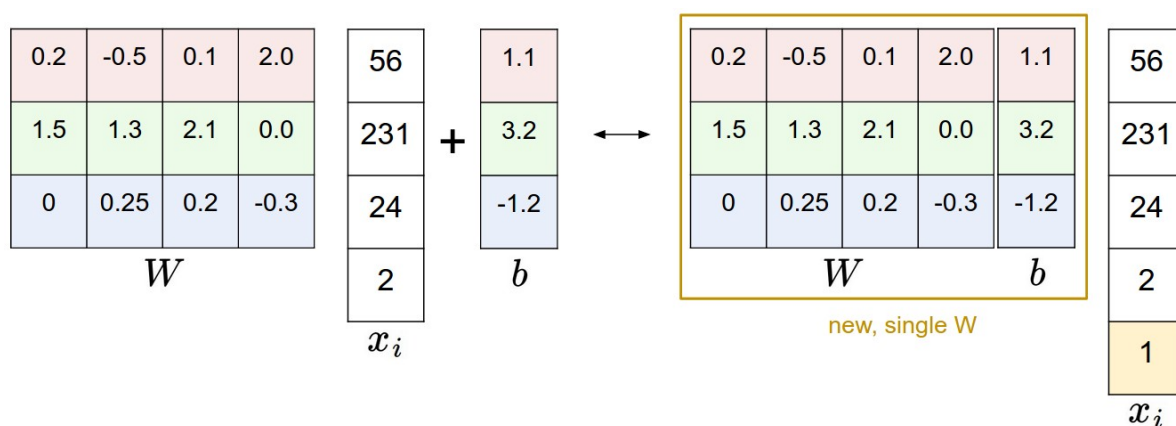 0.2 -0.5 0.1 2.0 56 1.1 0.2 -0.5 0.1 2.0 1.1 56
1.5 1.3 2.1 0.0 231 + 3.2 ↔ 1.5 1.3 2.1 0.0 3.2 231
0 0.25 0.2 -0.3 24 -1.2 0 0.25 0.2 -0.3 -1.2 24
W 2 b W b 2
new, single W
x_i 1
x_i